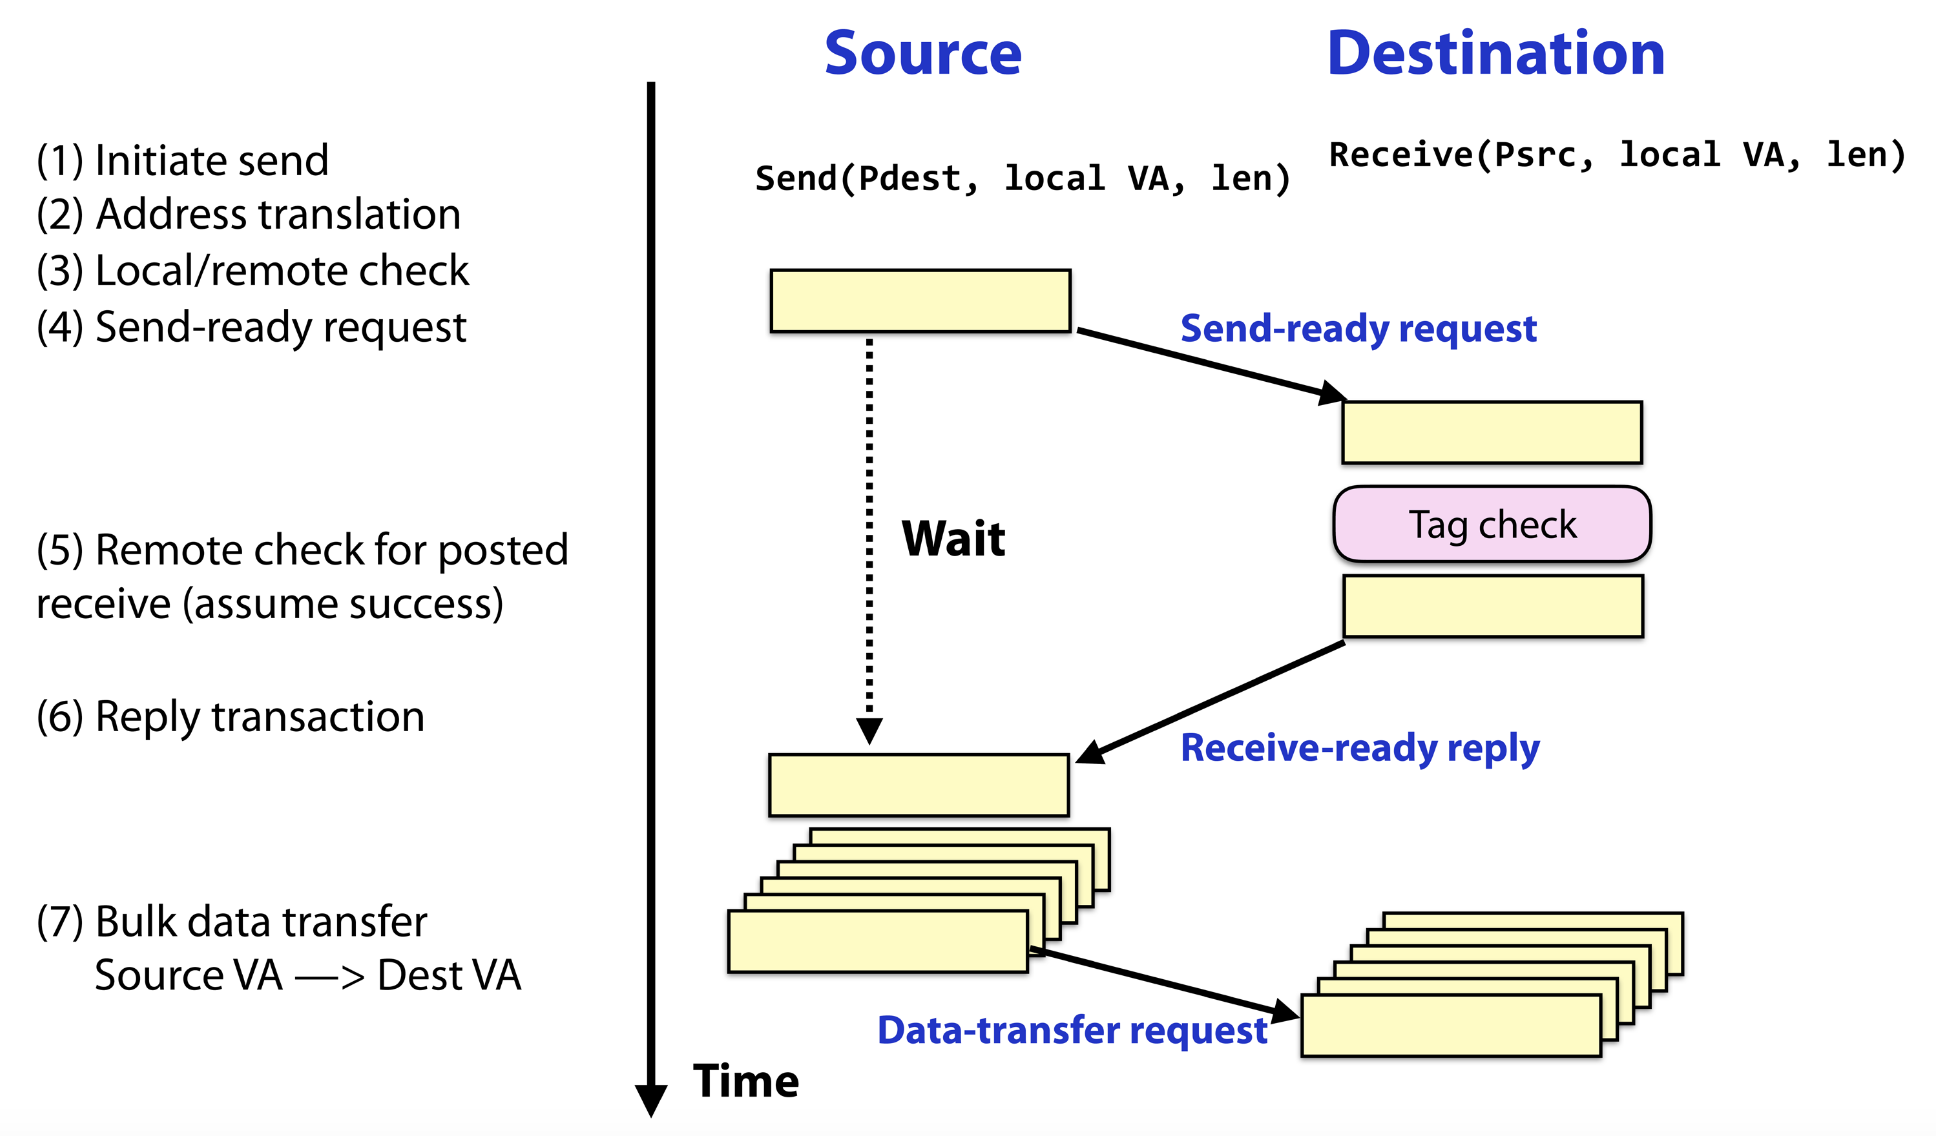 Source
Destination
(1) Initiate send
Send(Pdest, local VA, len)
Receive(Psrc, local VA, len)
(2) Address translation
(3) Local/remote check
(4) Send-ready request
Send-ready request
Tag check
Wait
(5) Remote check for posted
receive (assume success)
(6) Reply transaction
Receive-ready reply
(7) Bulk data transfer
Source VA —> Dest VA
Data-transfer request
Time